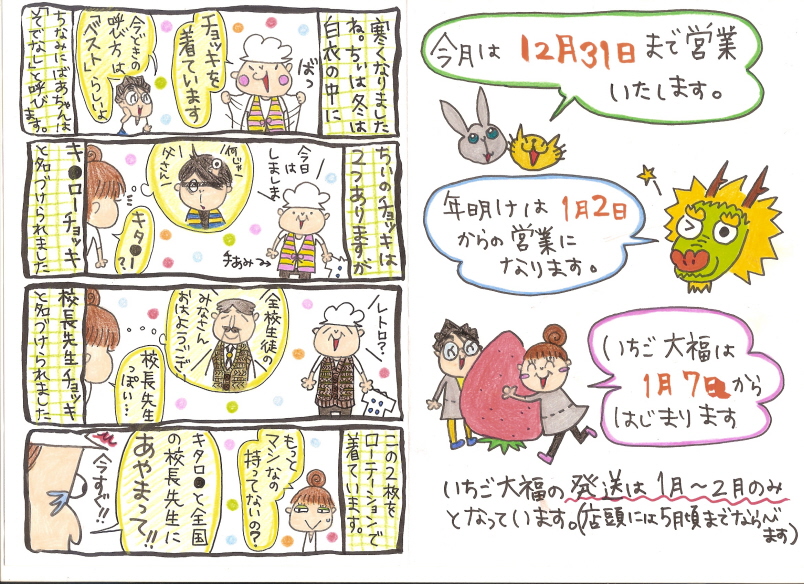 寒くなりました
ね。ちぃは冬は
白衣の中に
ばっ
チョッキを
着ています
今どきの
呼び方は
「ベスト」らしいよ
ちなみにばあちゃんは
「そでなし」と呼びます。
ちぃのチョッキは
2つありますが
今日は
しましま
手あみ
何じゃ
父さん
キタ●ー
?!
キ●ローチョッキ
と名づけられました
レトロ?
全校生徒の
みなさん
おはようござい
校長先生
っぽい…
校長先生チョッキ
と名づけられました
この2枚を
ローテーションで
着ています。
もっと
マシなの
持ってないの?
キタロ●と全国
の校長先生に
あやまって!!
今すぐ!!
今月は12月31日まで営業
いたします。
年明けは1月2日
からの営業に
なります。
いちご大福は
1月7日から
はじまります
いちご大福の発送は1月～2月のみ
となっています。(店頭には5月頃までならび
ます)